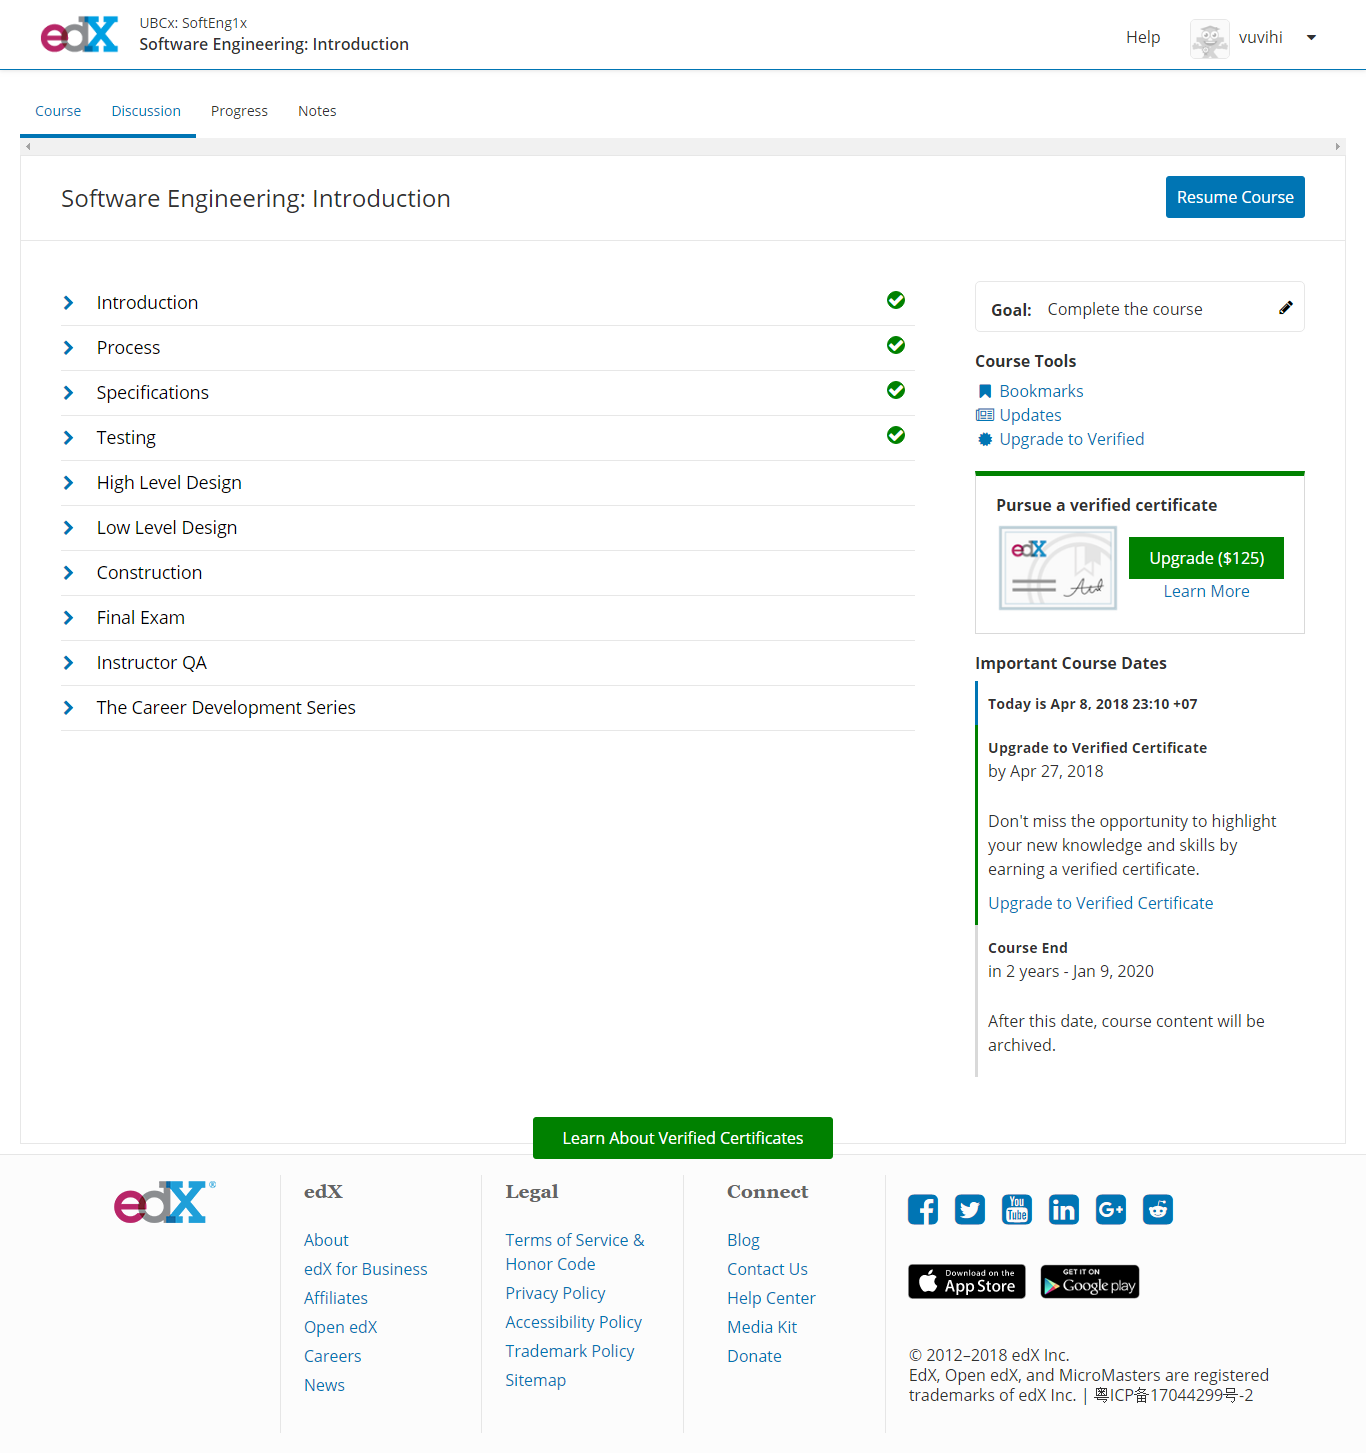 edX
UBCx: SoftEng1x
Software Engineering: Introduction
Help
vuvihi
Course
Discussion
Progress
Notes
Software Engineering: Introduction
Resume Course
Introduction
Process
Specifications
Testing
High Level Design
Low Level Design
Construction
Final Exam
Instructor QA
The Career Development Series
Goal: Complete the course
Course Tools
Bookmarks
Updates
Upgrade to Verified
Pursue a verified certificate
edX
Upgrade ($125)
Learn More
Important Course Dates
Today is Apr 8, 2018 23:10 +07
Upgrade to Verified Certificate
by Apr 27, 2018
Don't miss the opportunity to highlight
your new knowledge and skills by
earning a verified certificate.
Upgrade to Verified Certificate
Course End
in 2 years - Jan 9, 2020
After this date, course content will be
archived.
Learn About Verified Certificates
edX®
edX
About
edX for Business
Affiliates
Open edX
Careers
News
Legal
Terms of Service &
Honor Code
Privacy Policy
Accessibility Policy
Trademark Policy
Sitemap
Connect
Blog
Contact Us
Help Center
Media Kit
Donate
You
Tube
in
G+
Download on the
App Store
GET IT ON
Google play
© 2012–2018 edX Inc.
EdX, Open edX, and MicroMasters are registered
trademarks of edX Inc. | 粤ICP备17044299号-2